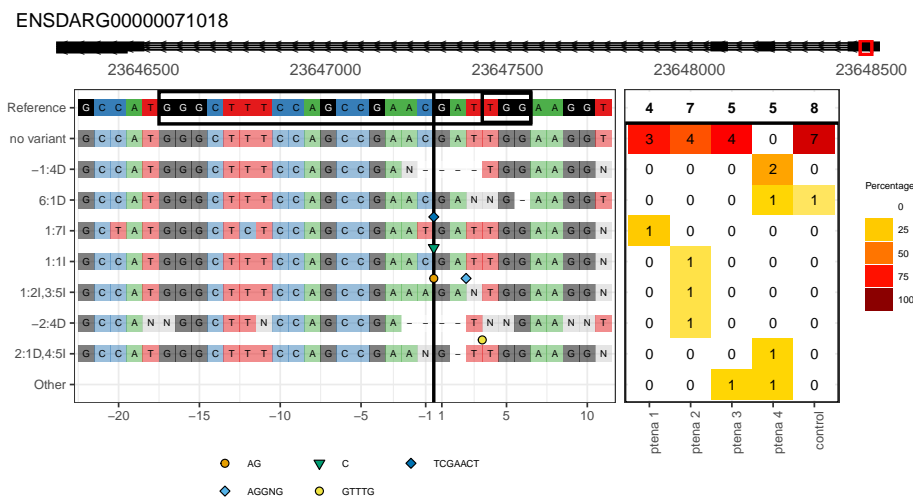 ENSDARG00000071018
23646500 23647000 23647500 23648000 23648500
Reference G C C A T G G G C T T T C C A G C C G A A C G A T T G G A A G G T 4 7 5 5 8
no variant G C C A T G G G C T T T C C A G C C G A A C G A T T G G A A G G T 3 4 4 0 7
−1:4D G C C A T G G G C T T T C C A G C C G A N - - - - T G G A A G G N 0 0 0 2 0
6:1D G C C A T G G G C T T T C C A G C C G A A C G A N N G - A A G G T 0 0 0 1 1
1:7I G C T A T G G G C T C T C C A G C C G A A T G A T T G G A A G G N 1 0 0 0 0
1:1I G C C A T G G G C T T T C C A G C C G A A C G A T T G G A A G G N 0 1 0 0 0
1:2I,3:5I G C C A T G G G C T T T C C A G C C G A A A G A N T G G A A G G N 0 1 0 0 0
−2:4D G C C A N N G G C T T N C C A G C C G A - - - - T N N G A A N N T 0 1 0 0 0
2:1D,4:5I G C C A T G G G C T T T C C A G C C G A A N G - T T G G A A G G N 0 0 0 1 0
Other 0 0 1 1 0
−20 −15 −10 −5 −1 1 5 10
ptena 1 ptena 2 ptena 3 ptena 4 control
Percentage
0
25
50
75
100
AG C TCGAACT
AGGNG GTTTG